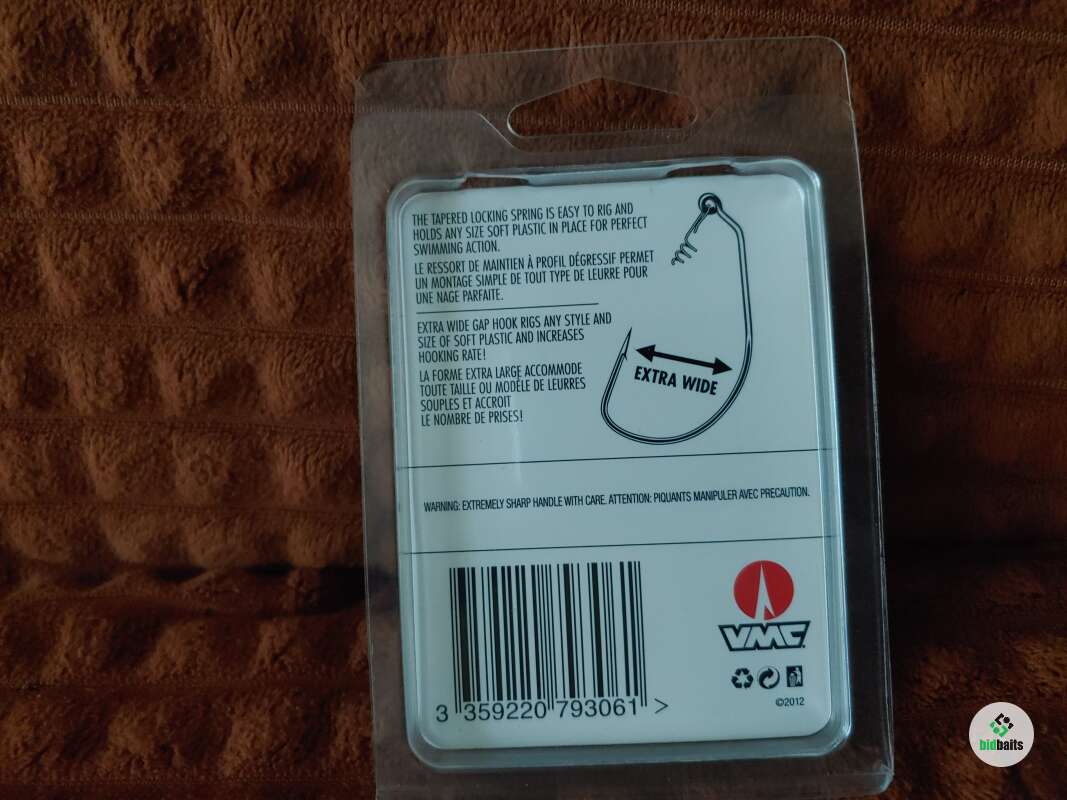 THE TAPERED LOCKING SPRING IS EASY TO RIG AND
HOLDS ANY SIZE SOFT PLASTIC IN PLACE FOR PERFECT
SWIMMING ACTION.
LE RESSORT DE MAINTIEN À PROFIL DÉGRESSIF PERMET
UN MONTAGE SIMPLE DE TOUT TYPE DE LEURRE POUR
UNE NAGE PARFAITE.
EXTRA WIDE GAP HOOK RIGS ANY STYLE AND
SIZE OF SOFT PLASTIC AND INCREASES
HOOKING RATE!
LA FORME EXTRA LARGE ACCOMMODE
TOUTE TAILLE OU MODÈLE DE LEURRES
SOUPLES ET ACCROIT
LE NOMBRE DE PRISES!
EXTRA WIDE
WARNING: EXTREMELY SHARP HANDLE WITH CARE. ATTENTION: PIQUANTS MANIPULER AVEC PRECAUTION.
3 359220 793061 >
VMC
©2012
bidbaits